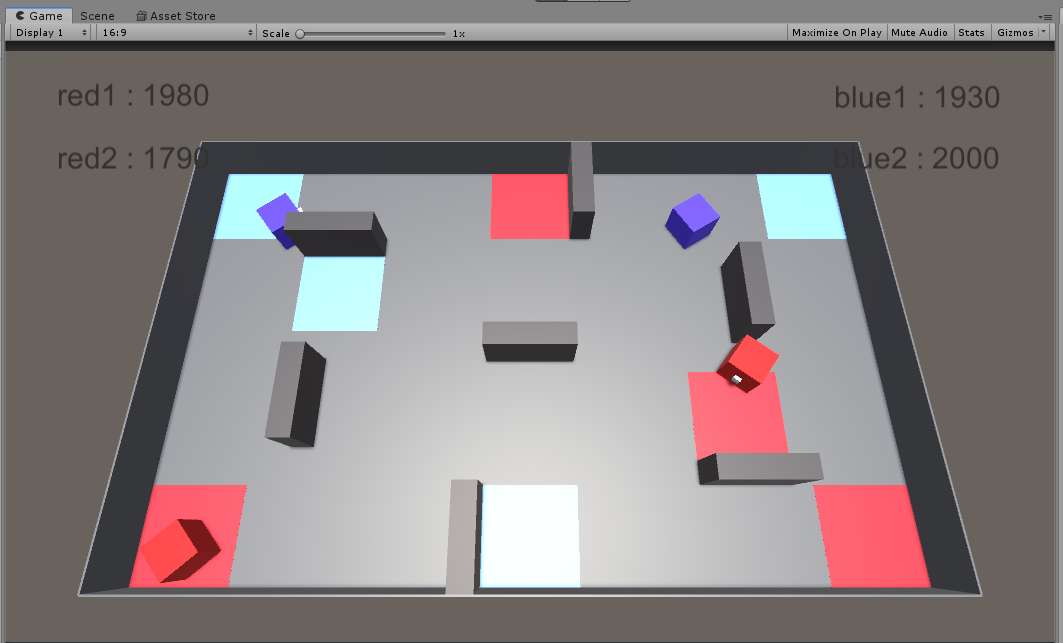 Game Scene Asset Store
Display 1 16:9 Scale 1x Maximize On Play Mute Audio Stats Gizmos
red1 : 1980 blue1 : 1930
red2 : 1790 blue2 : 2000